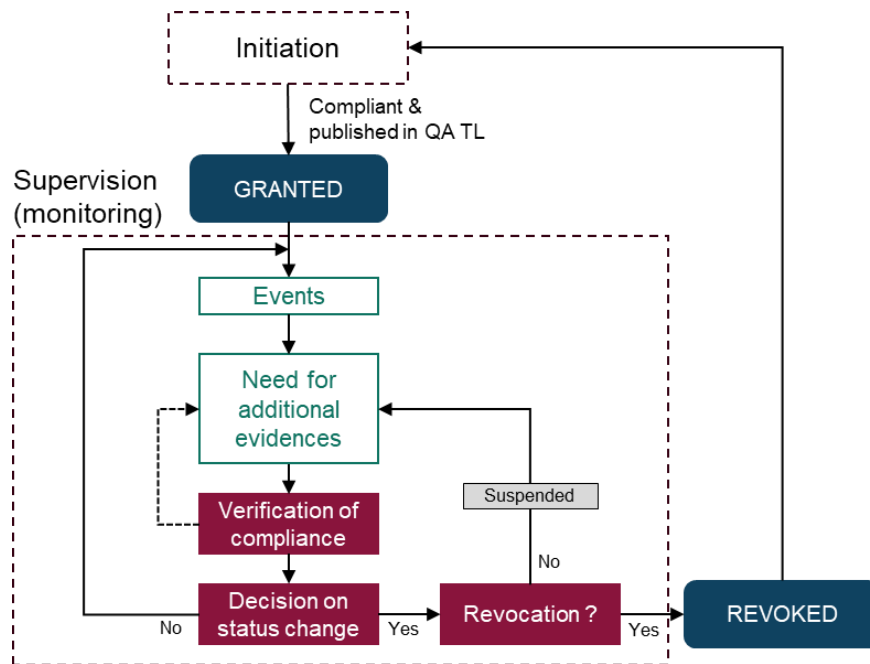 Initiation
Compliant &
published in QA TL
GRANTED
Supervision
(monitoring)
Events
Need for
additional
evidences
Suspended
Verification of
compliance
No
Decision on
status change
No
Yes
Revocation ?
Yes
REVOKED